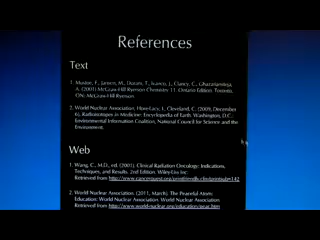 References
Text
1. Mustoe, F., Jansen, M., Doram, T., Ivanco, J., Clancy, C., Ghazariansteja,
A. (2001) McGraw-Hill Ryerson Chemistry 11. Ontario Edition. Toronto,
ON: McGraw-Hill Ryerson
2. World Nuclear Association; Cleveland, C. (2009, December
6). Radioisotopes in Medicine. Encyclopedia of Earth. Washington, D.C.:
Environmental Information Coalition, National Council for Science and the
Environment.
Web
1. Wang, C., M.D., ed. (2001). Clinical Radiation Oncology: Indications,
Techniques, and Results. 2nd Edition. Wiley-Liss Inc.
Retrieved from
2. World Nuclear Association. (2011, March). The Peaceful Atom:
Education: World Nuclear Association. World Nuclear Association.
Retrieved from